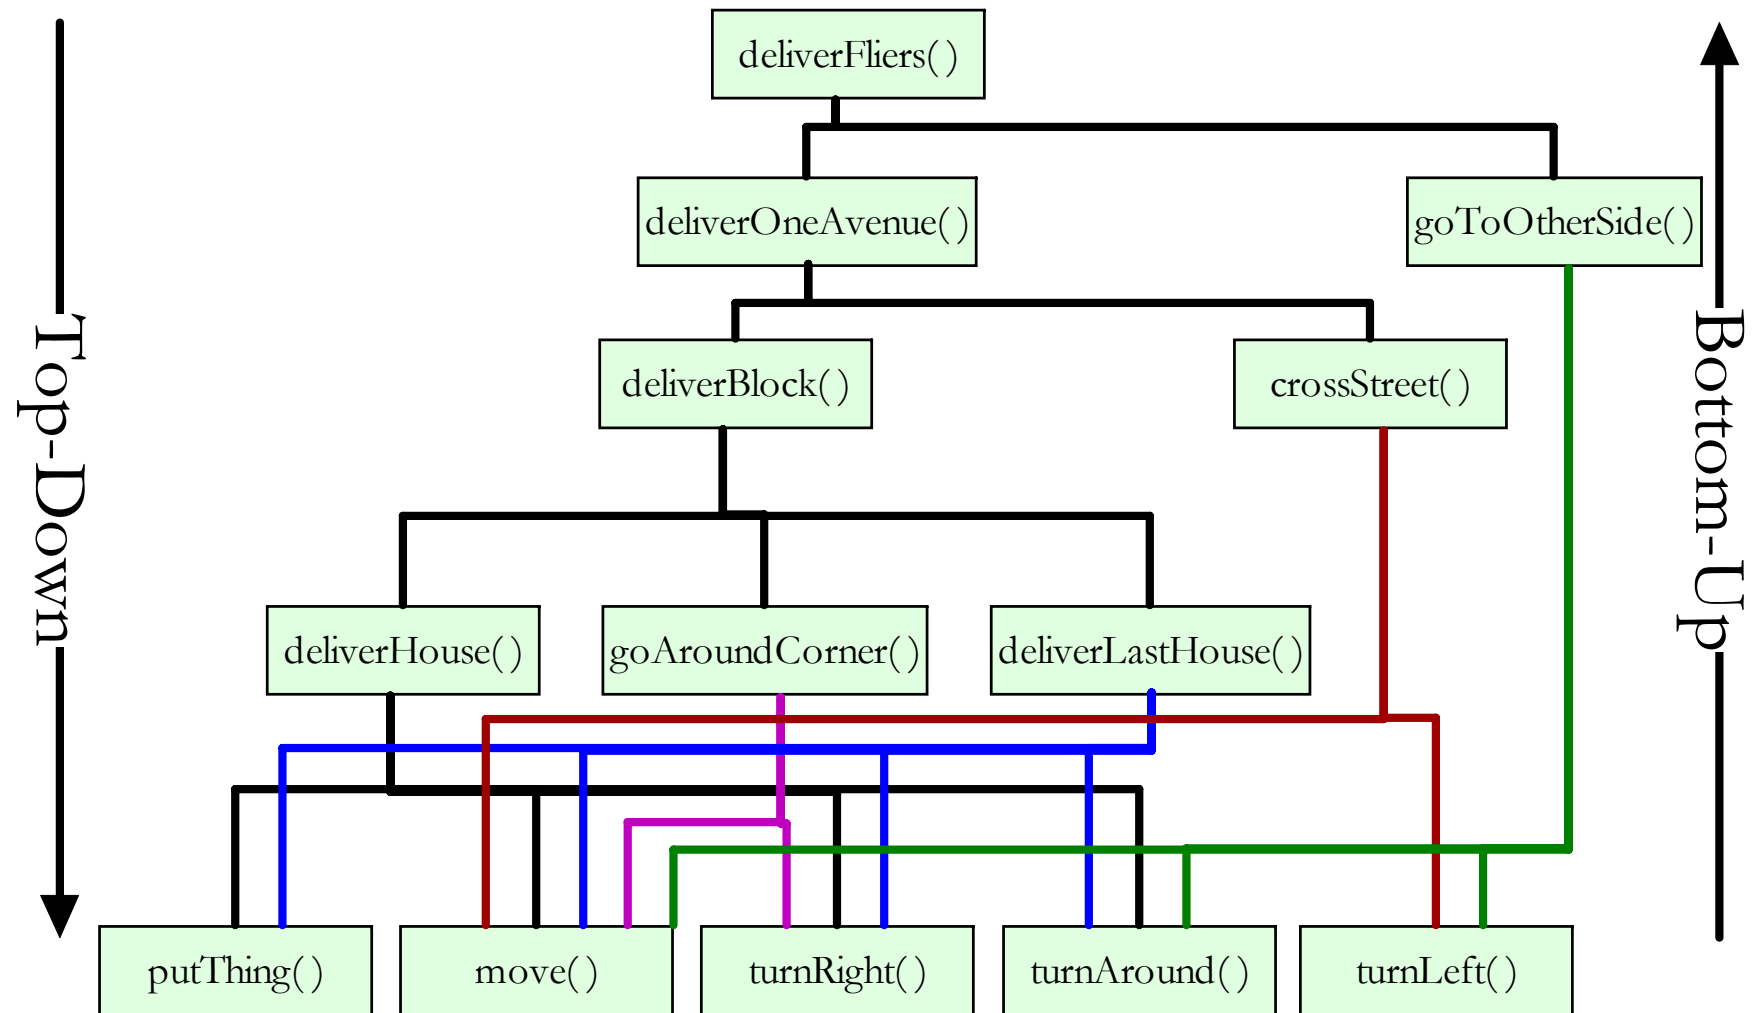 deliverFliers()
deliverOneAvenue()
goToOtherSide()
Top-Down
Bottom-Up
deliverBlock()
crossStreet()
deliverHouse()
goAroundCorner()
deliverLastHouse()
putThing()
move()
turnRight()
turnAround()
turnLeft()